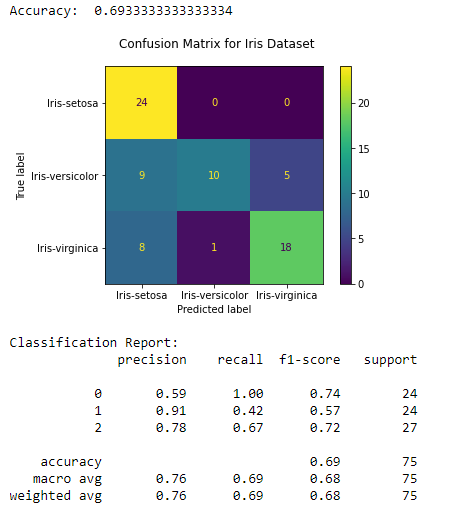 Accuracy:  0.6933333333333334
Confusion Matrix for Iris Dataset
True label
Iris-setosa 24 0 0
Iris-versicolor 9 10 5
Iris-virginica 8 1 18
Iris-setosa Iris-versicolor Iris-virginica
Predicted label
20
15
10
5
0
Classification Report:
precision recall f1-score support
0 0.59 1.00 0.74 24
1 0.91 0.42 0.57 24
2 0.78 0.67 0.72 27
accuracy 0.69 75
macro avg 0.76 0.69 0.68 75
weighted avg 0.76 0.69 0.68 75